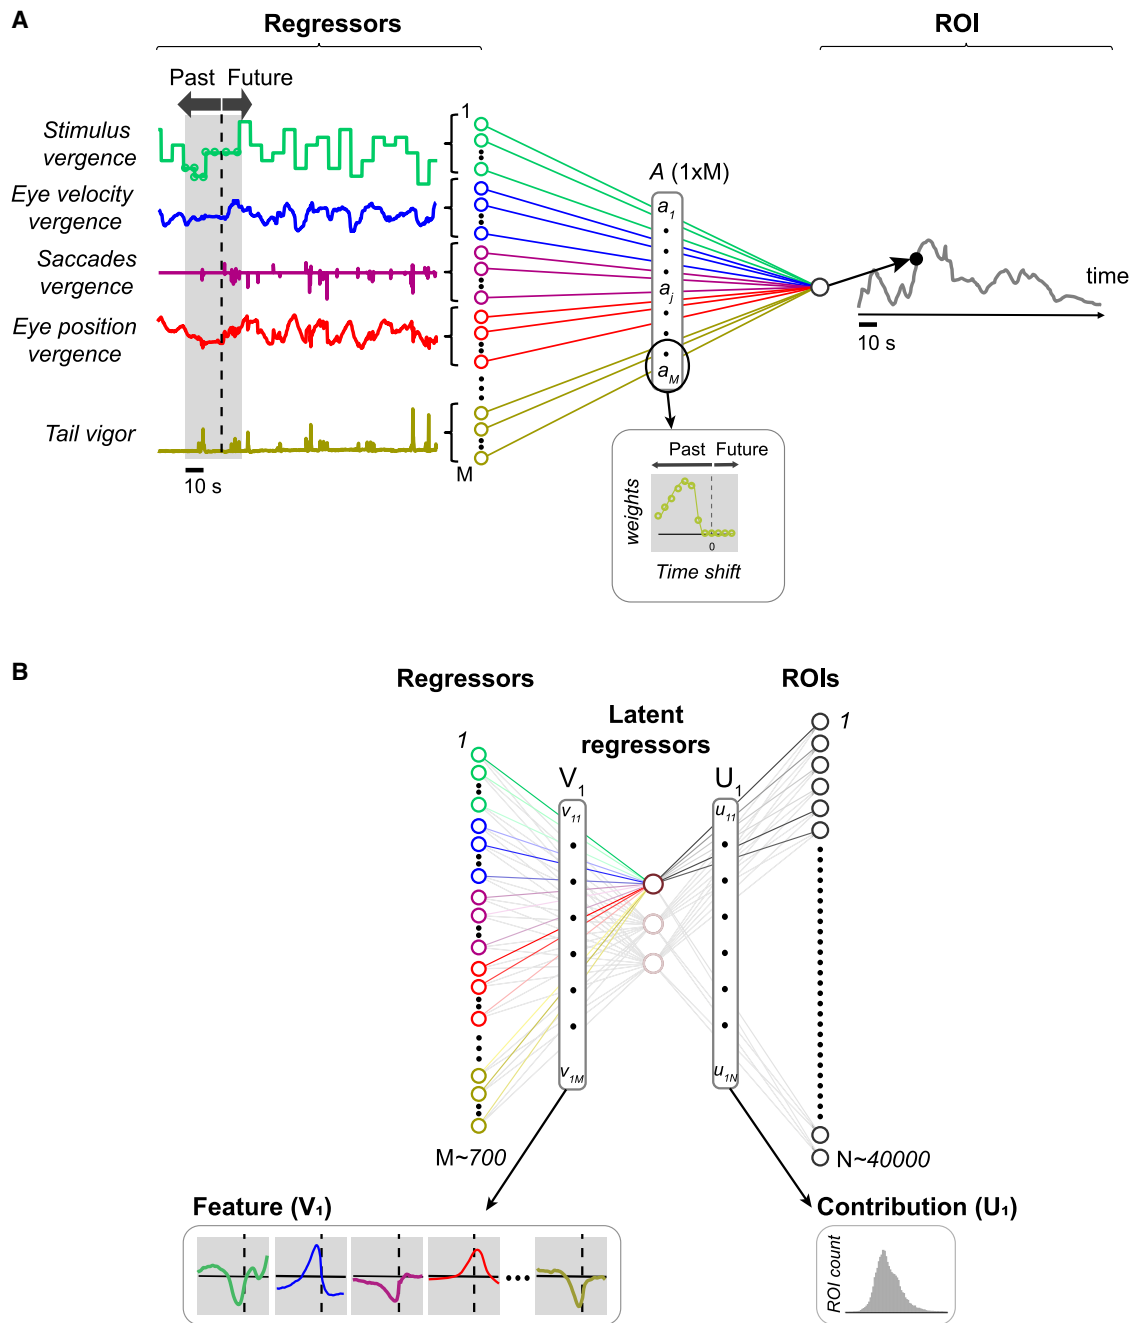 A
Regressors
ROI
Past Future
Stimulus
vergence
Eye velocity
vergence
Saccades
vergence
Eye position
vergence
Tail vigor
10 s
1
M
A (1xM)
a1
aj
aM
time
10 s
Past Future
weights
0
Time shift
B
Regressors
ROIs
Latent
regressors
1
1
V1
U1
v11
u11
v1M
u1N
M~700
N~40000
Feature (V1)
Contribution (U1)
ROI count